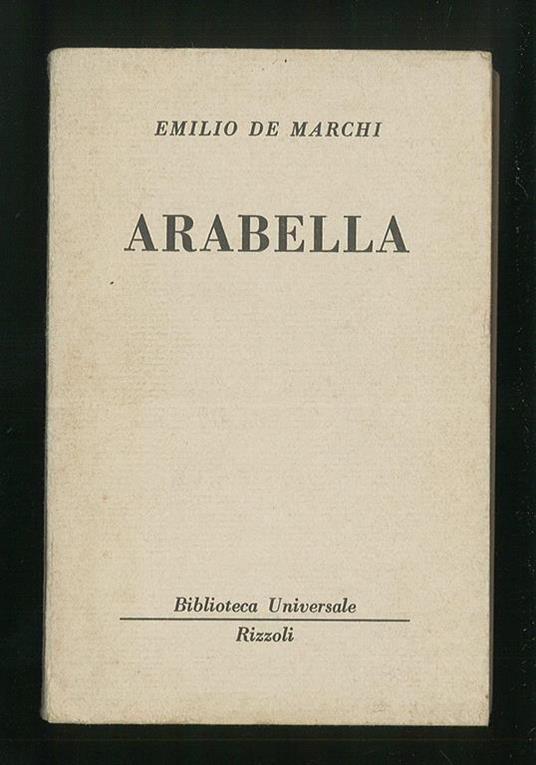 EMILIO DE MARCHI
ARABELLA
Biblioteca Universale
Rizzoli